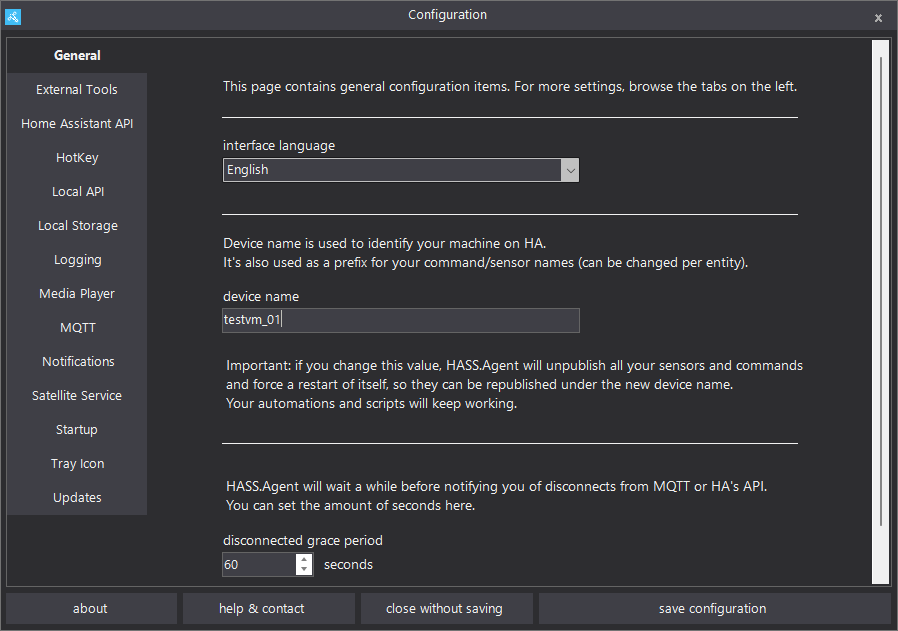 Configuration
x
General
External Tools
Home Assistant API
HotKey
Local API
Local Storage
Logging
Media Player
MQTT
Notifications
Satellite Service
Startup
Tray Icon
Updates
This page contains general configuration items. For more settings, browse the tabs on the left.
interface language
English
Device name is used to identify your machine on HA.
It's also used as a prefix for your command/sensor names (can be changed per entity).
device name
testvm_01
Important: if you change this value, HASS.Agent will unpublish all your sensors and commands
and force a restart of itself, so they can be republished under the new device name.
Your automations and scripts will keep working.
HASS.Agent will wait a while before notifying you of disconnects from MQTT or HA's API.
You can set the amount of seconds here.
disconnected grace period
60 seconds
about
help & contact
close without saving
save configuration